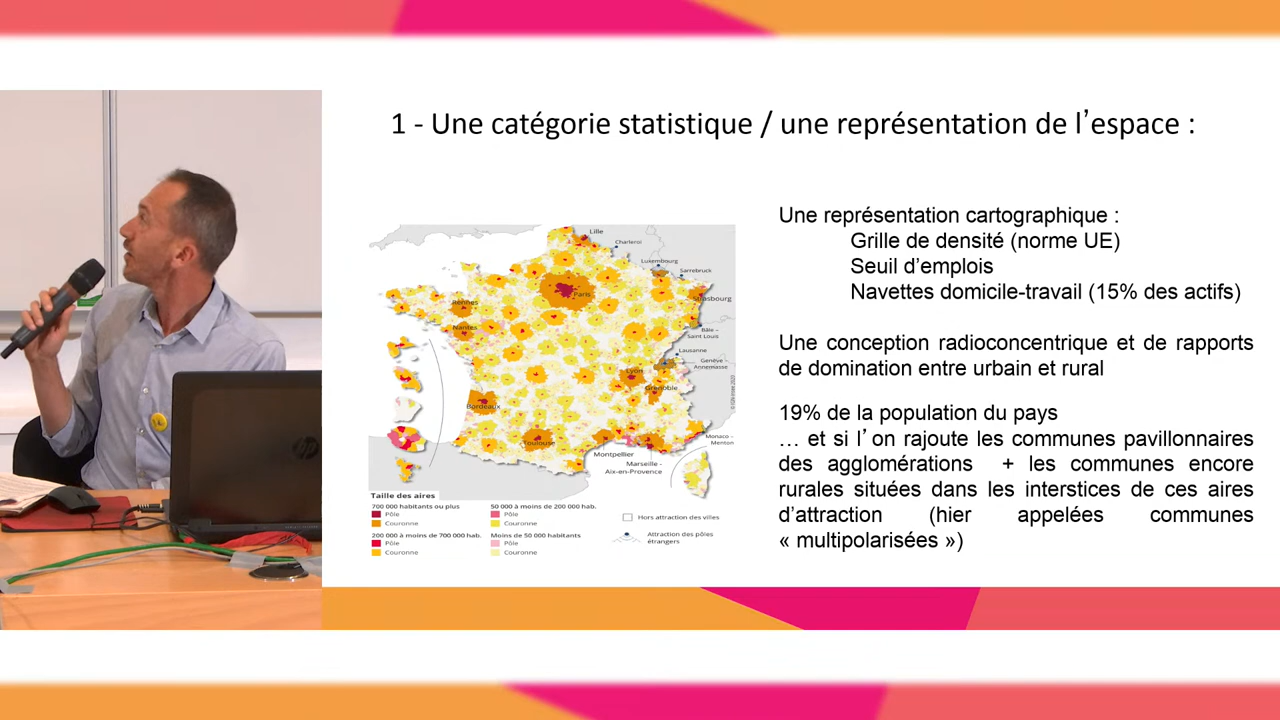 1 - Une catégorie statistique / une représentation de l’espace :
Une représentation cartographique :
Grille de densité (norme UE)
Seuil d’emplois
Navettes domicile-travail (15% des actifs)
Une conception radioconcentrique et de rapports
de domination entre urbain et rural
19% de la population du pays
… et si l’on rajoute les communes pavillonnaires
des agglomérations + les communes encore
rurales situées dans les interstices de ces aires
d’attraction (hier appelées communes
« multipolarisées »)
Lille
Charleroi
Luxembourg
Sarrebruck
Strasbourg
Paris
Rennes
Nantes
Bâle –
Saint Louis
Lausanne
Genève –
Annemasse
Lyon
Grenoble
Bordeaux
Toulouse
Montpellier
Marseille –
Aix-en-Provence
Monaco –
Menton
Taille des aires
700 000 habitants ou plus
Pôle
Couronne
200 000 à moins de 700 000 hab.
Pôle
Couronne
50 000 à moins de 200 000 hab.
Pôle
Couronne
Moins de 50 000 habitants
Pôle
Couronne
Hors attraction des villes
Attraction des pôles
étrangers
hp